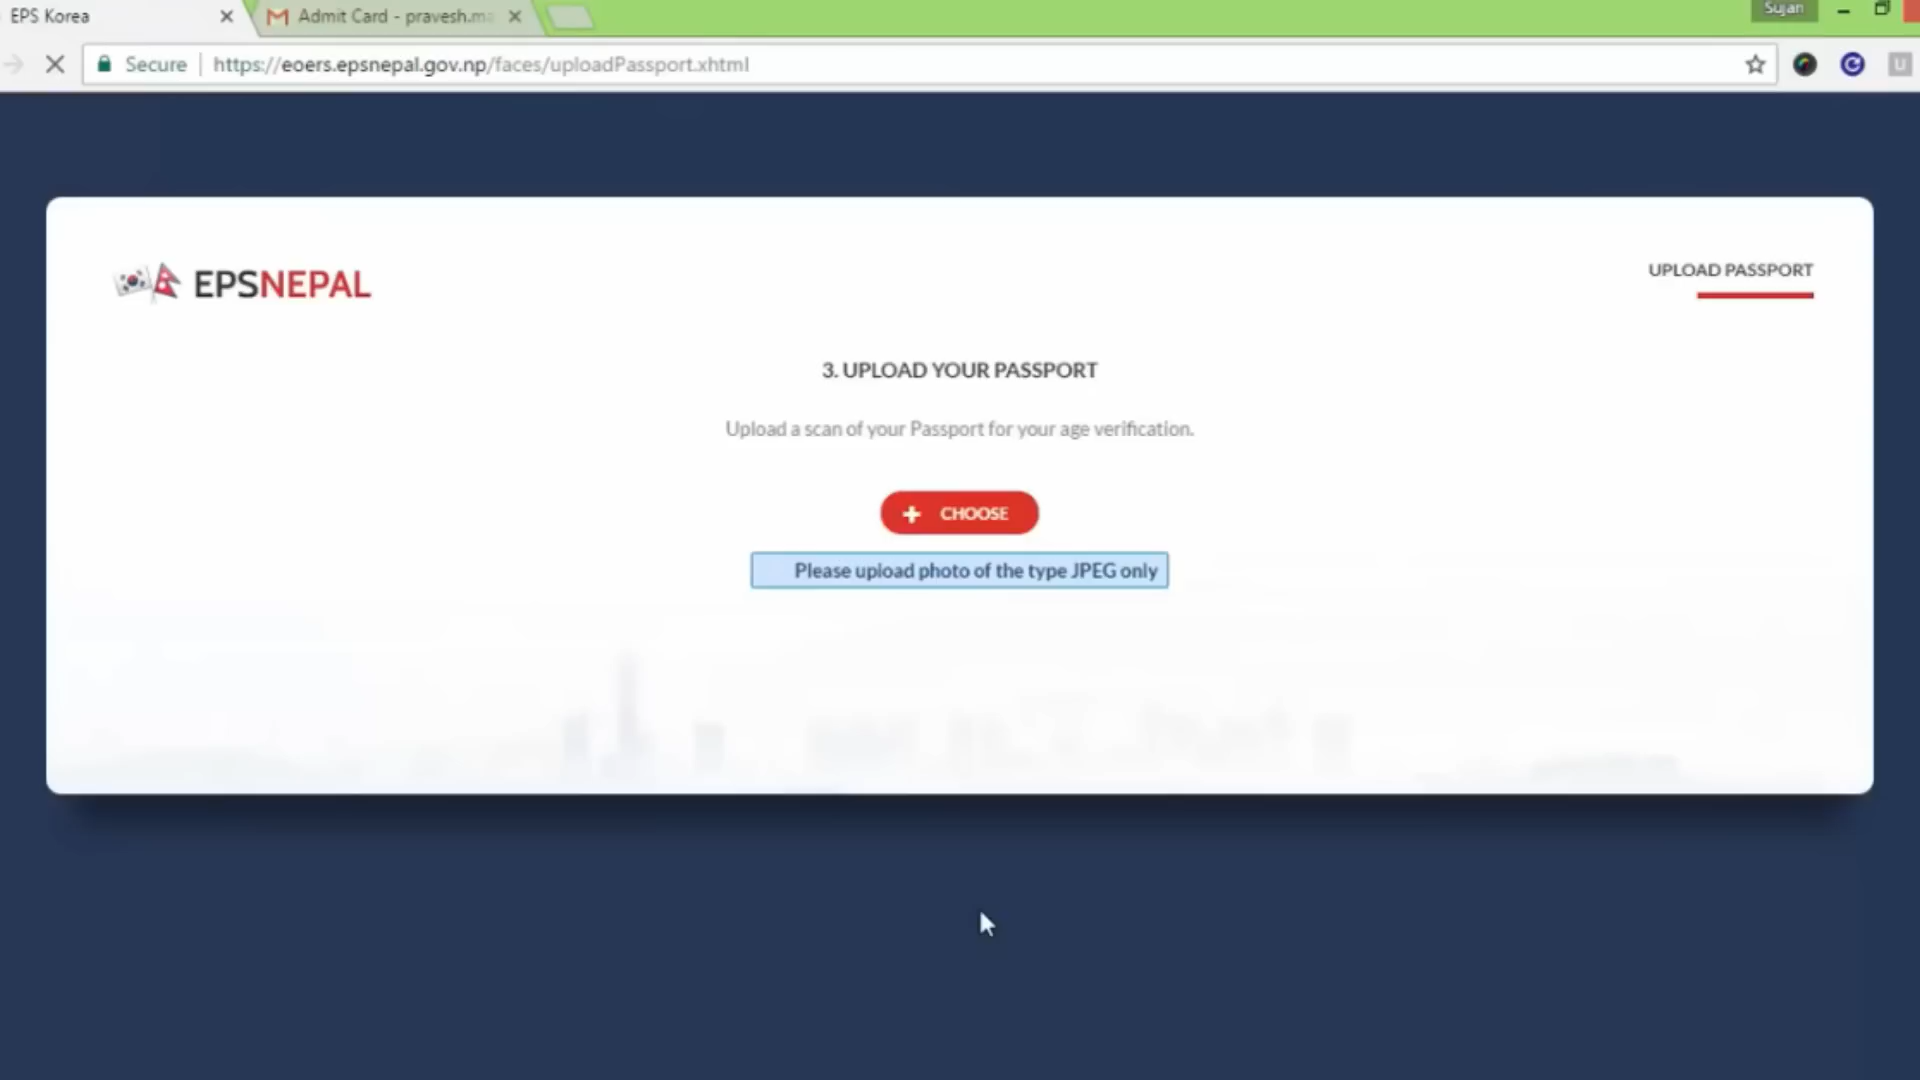 EPS Korea
Admit Card - pravesh.ma
Sujan
Secure
https://eoers.epsnepal.gov.np/faces/uploadPassport.xhtml
EPSNEPAL
UPLOAD PASSPORT
3. UPLOAD YOUR PASSPORT
Upload a scan of your Passport for your age verification.
+ CHOOSE
Please upload photo of the type JPEG only